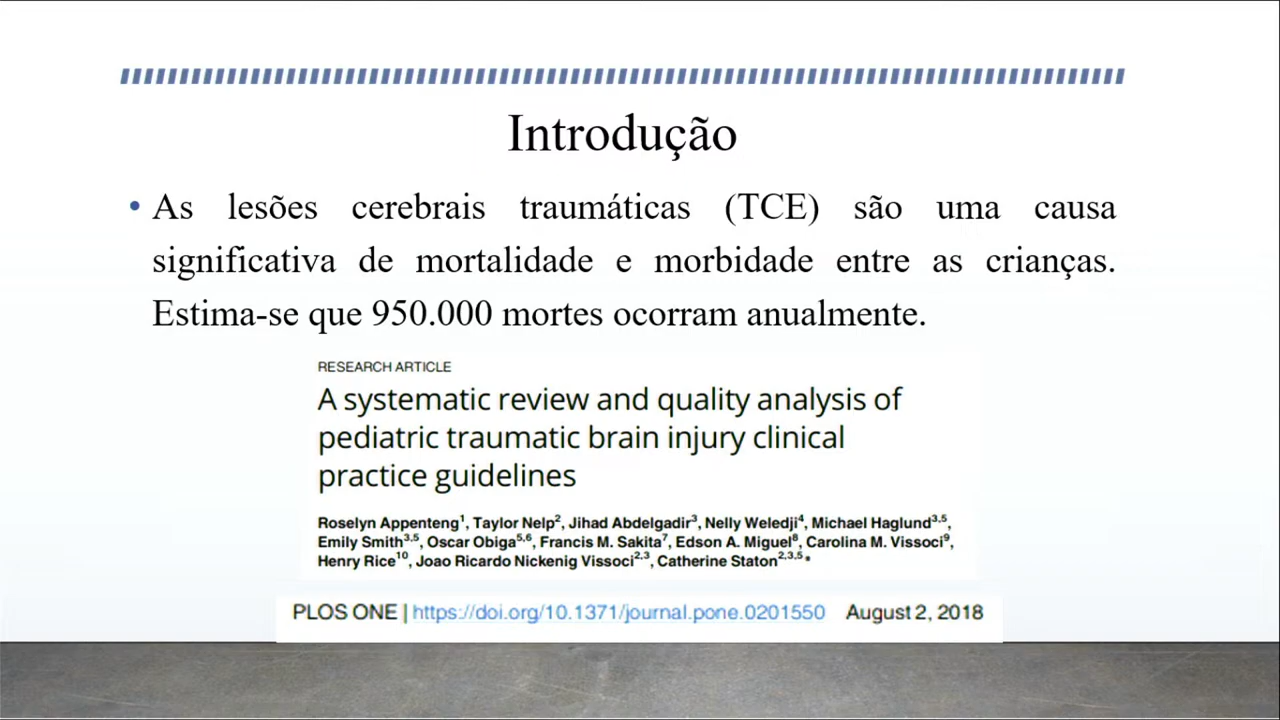 Introdução
• As lesões cerebrais traumáticas (TCE) são uma causa
significativa de mortalidade e morbidade entre as crianças.
Estima-se que 950.000 mortes ocorram anualmente.
RESEARCH ARTICLE
A systematic review and quality analysis of
pediatric traumatic brain injury clinical
practice guidelines
Roselyn Appenteng1, Taylor Nelp2, Jihad Abdelgadir3, Nelly Weledji4, Michael Haglund3,5,
Emily Smith3,5, Oscar Obiga5,6, Francis M. Sakita7, Edson A. Miguel8, Carolina M. Vissoci9,
Henry Rice10, Joao Ricardo Nickenig Vissoci2,3, Catherine Staton2,3,5*
PLOS ONE | https://doi.org/10.1371/journal.pone.0201550 August 2, 2018